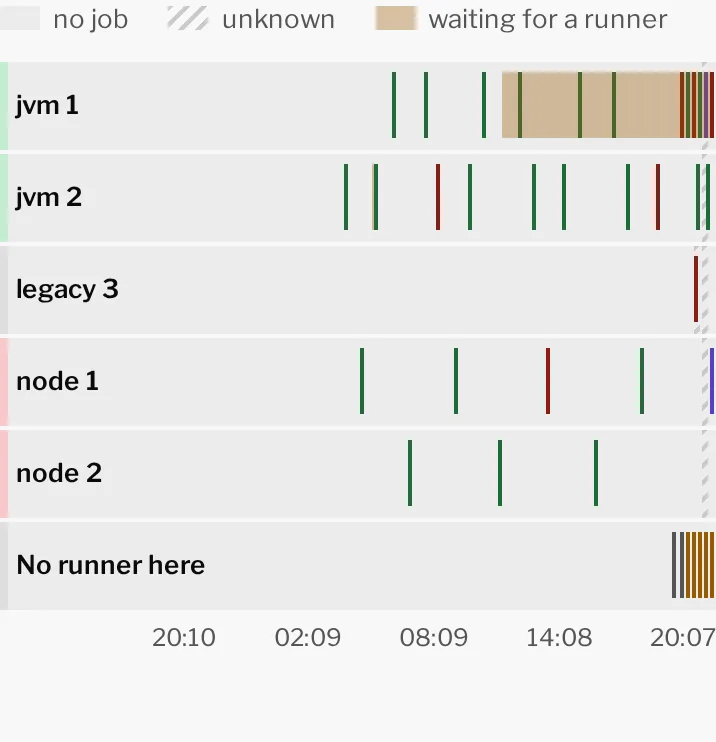 no job unknown waiting for a runner
jvm 1
jvm 2
legacy 3
node 1
node 2
No runner here
20:10 02:09 08:09 14:08 20:07